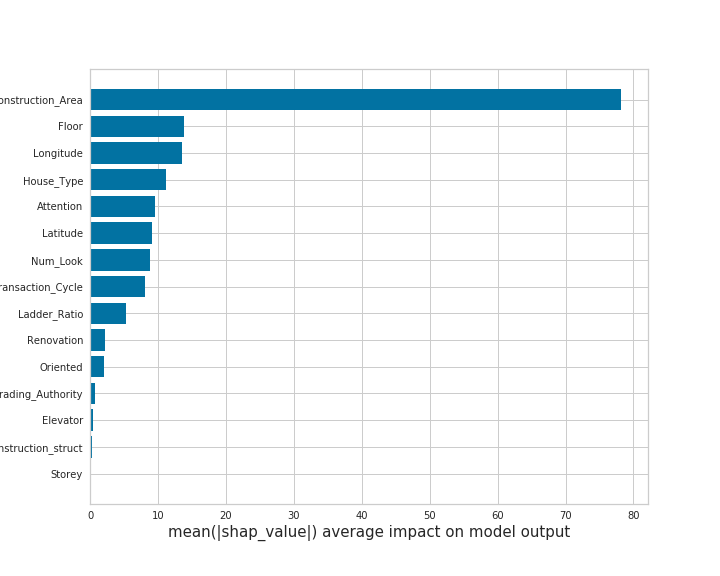 onstruction_Area
Floor
Longitude
House_Type
Attention
Latitude
Num_Look
ransaction_Cycle
Ladder_Ratio
Renovation
Oriented
rading_Authority
Elevator
nstruction_struct
Storey
0 10 20 30 40 50 60 70 80
mean(|shap_value|) average impact on model output